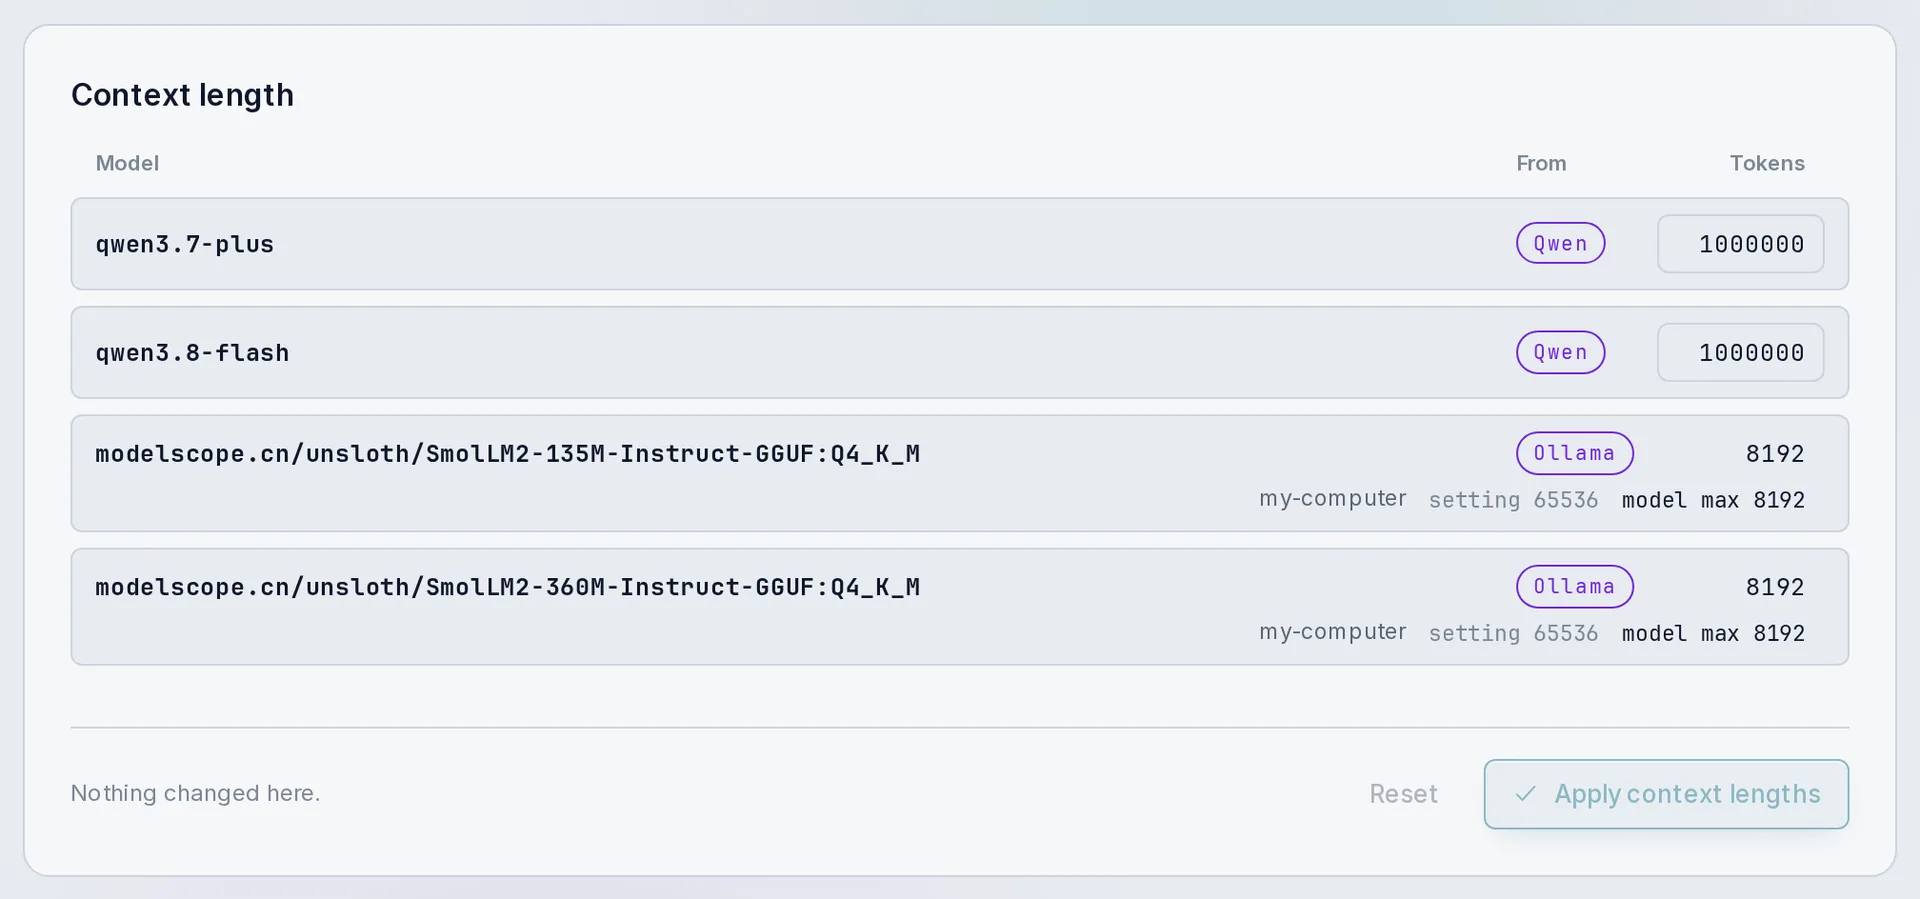 Context length
Model From Tokens
qwen3.7-plus Qwen 1000000
qwen3.8-flash Qwen 1000000
modelscope.cn/unsloth/SmolLM2-135M-Instruct-GGUF:Q4_K_M Ollama 8192
my-computer setting 65536 model max 8192
modelscope.cn/unsloth/SmolLM2-360M-Instruct-GGUF:Q4_K_M Ollama 8192
my-computer setting 65536 model max 8192
Nothing changed here. Reset Apply context lengths